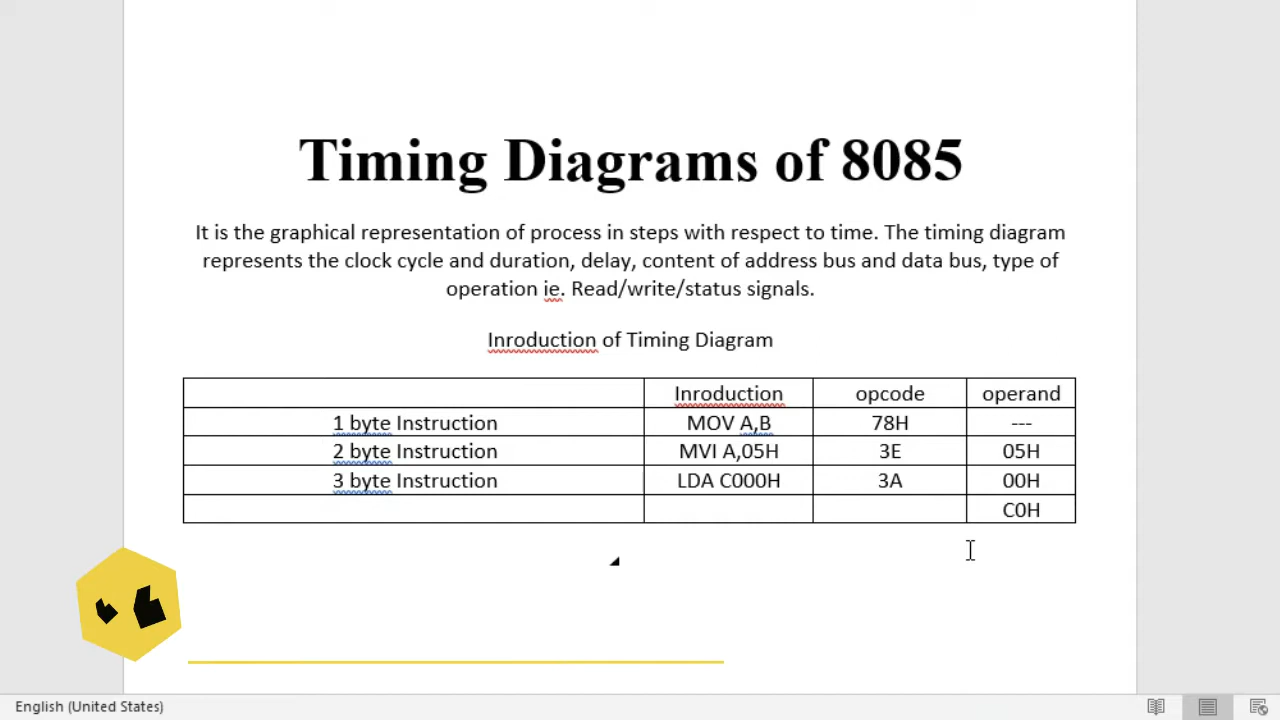 Timing Diagrams of 8085
It is the graphical representation of process in steps with respect to time. The timing diagram
represents the clock cycle and duration, delay, content of address bus and data bus, type of
operation ie. Read/write/status signals.
Inroduction of Timing Diagram
Inroduction opcode operand
1 byte Instruction MOV A,B 78H ---
2 byte Instruction MVI A,05H 3E 05H
3 byte Instruction LDA C000H 3A 00H
C0H
English (United States)